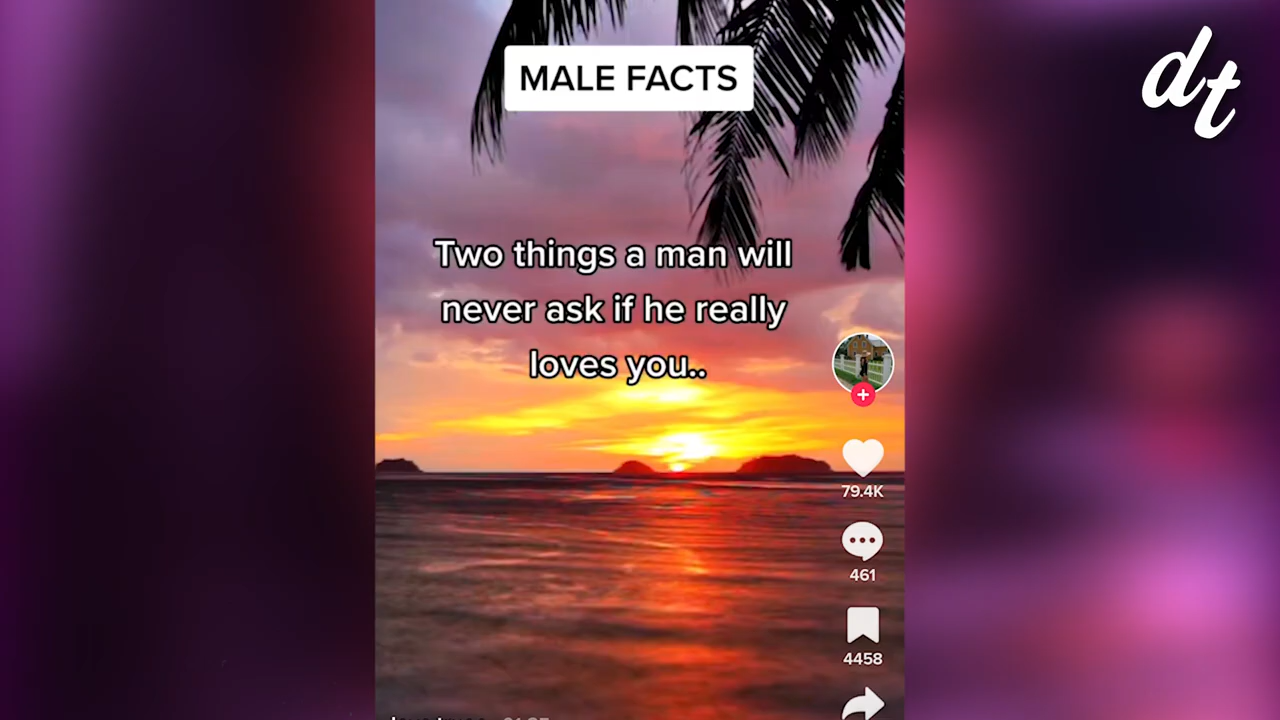 MALE FACTS
dt
Two things a man will
never ask if he really
loves you..
79.4K
461
4458